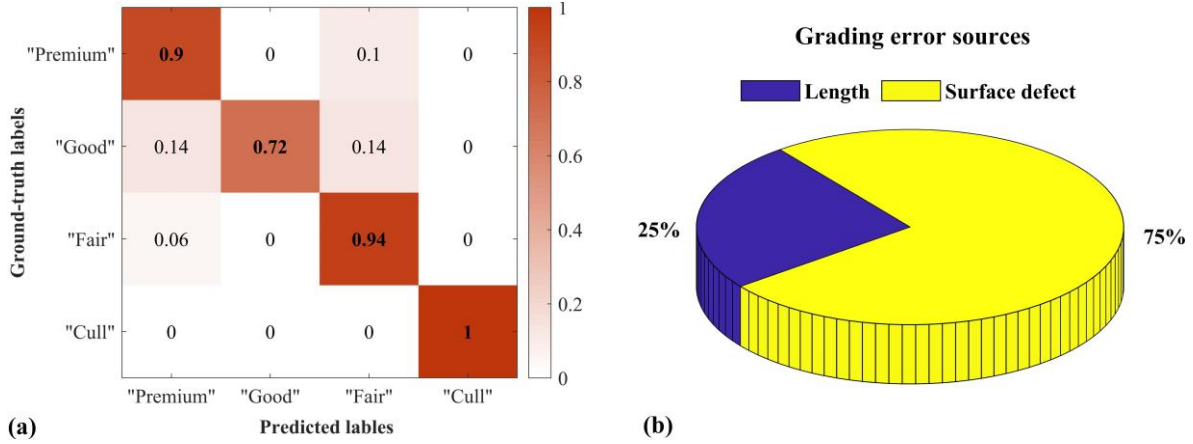 1
"Premium" 0.9 0 0.1 0
0.8
"Good" 0.14 0.72 0.14 0
0.6
0.4
"Fair" 0.06 0 0.94 0
0.2
"Cull" 0 0 0 1
0
"Premium" "Good" "Fair" "Cull"
Ground-truth labels
Predicted lables
(a)
Grading error sources
Length Surface defect
25%
75%
(b)